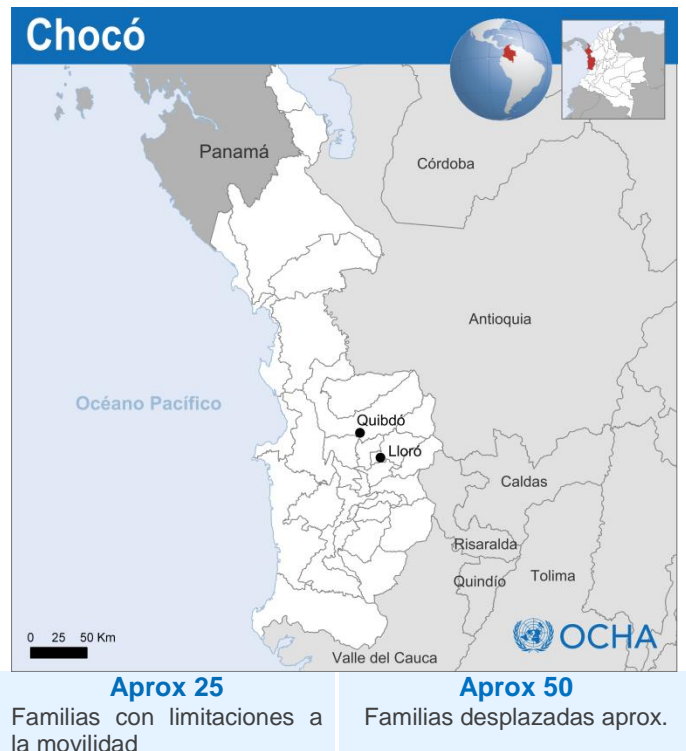 Chocó
Panamá
Córdoba
Antioquia
Océano Pacífico
Quibdó
Lloró
Caldas
Risaralda
Quindío
Tolima
0 25 50 Km
OCHA
Valle del Cauca
Aprox 25
Familias con limitaciones a
la movilidad
Aprox 50
Familias desplazadas aprox.